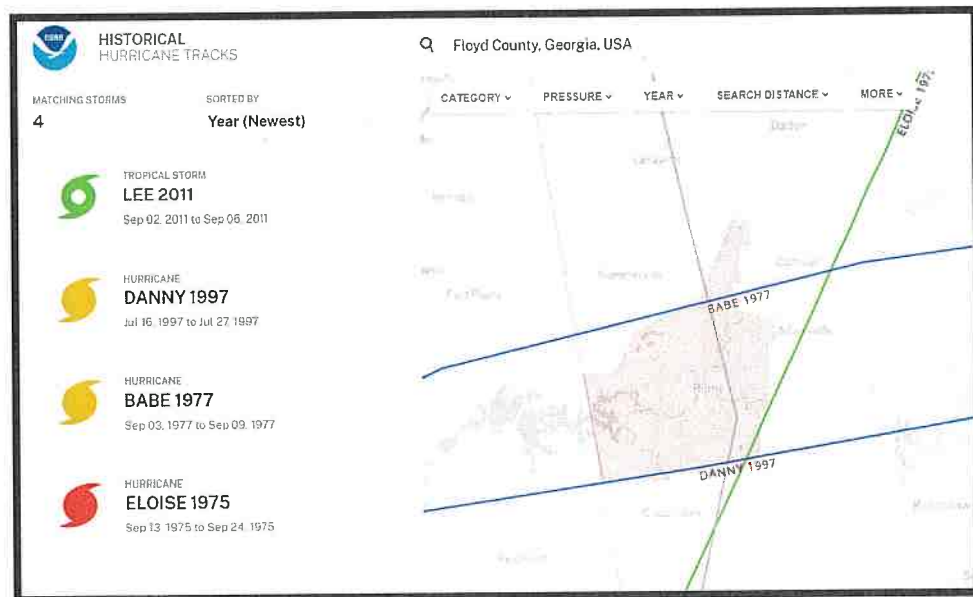 NOAA
HISTORICAL
HURRICANE TRACKS
Floyd County, Georgia, USA
MATCHING STORMS
4
SORTED BY
Year (Newest)
CATEGORY
PRESSURE
YEAR
SEARCH DISTANCE
MORE
TROPICAL STORM
LEE 2011
Sep 02, 2011 to Sep 06, 2011
HURRICANE
DANNY 1997
Jul 16, 1997 to Jul 27, 1997
HURRICANE
BABE 1977
Sep 03, 1977 to Sep 09, 1977
HURRICANE
ELOISE 1975
Sep 13, 1975 to Sep 24, 1975
BABE 1977
Rome
DANNY 1997